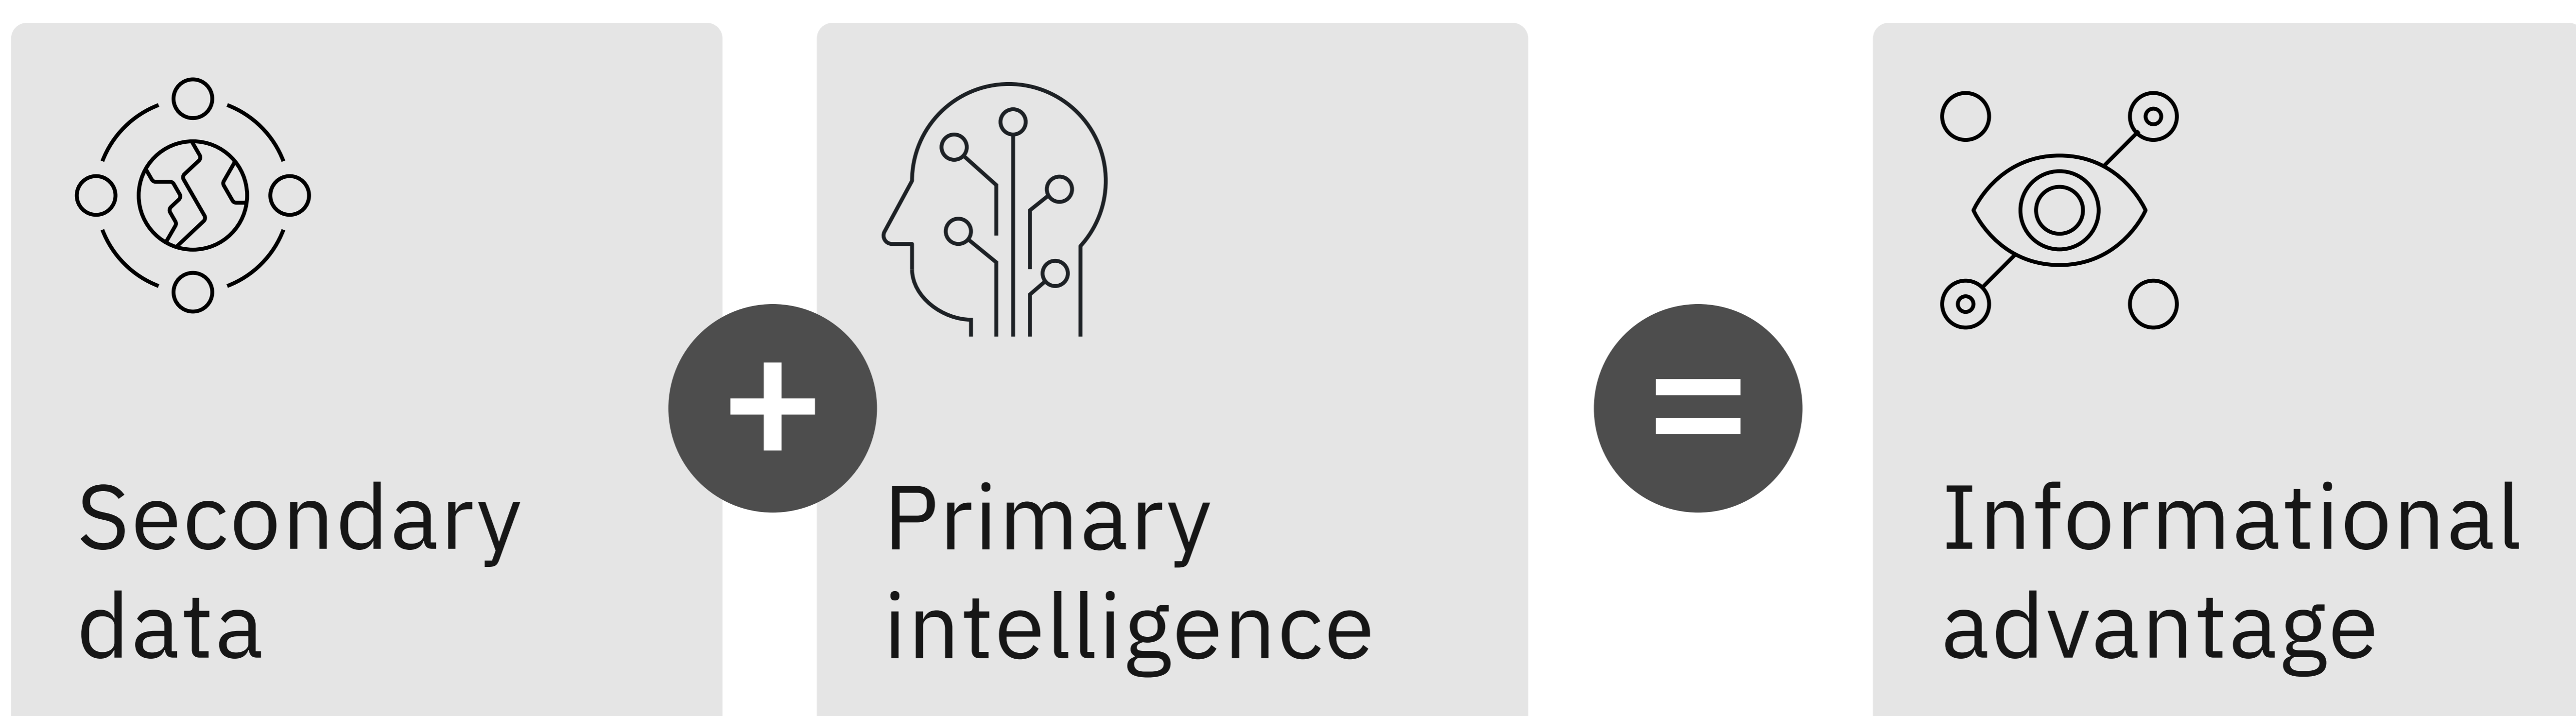 Secondary
data
+
Primary
intelligence
=
Informational
advantage